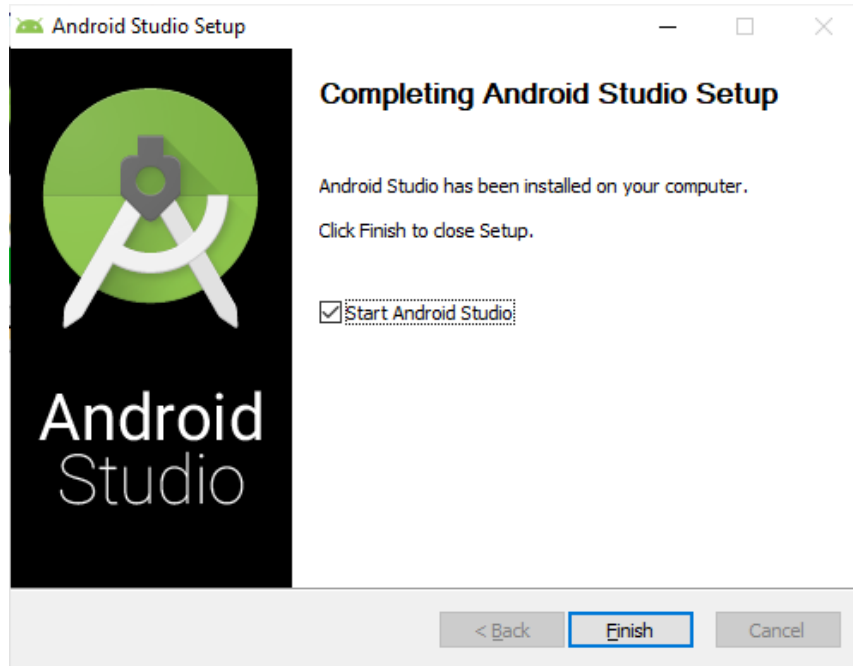 Android Studio Setup
Completing Android Studio Setup
Android Studio has been installed on your computer.
Click Finish to close Setup.
Start Android Studio
Android
Studio
< Back
Finish
Cancel